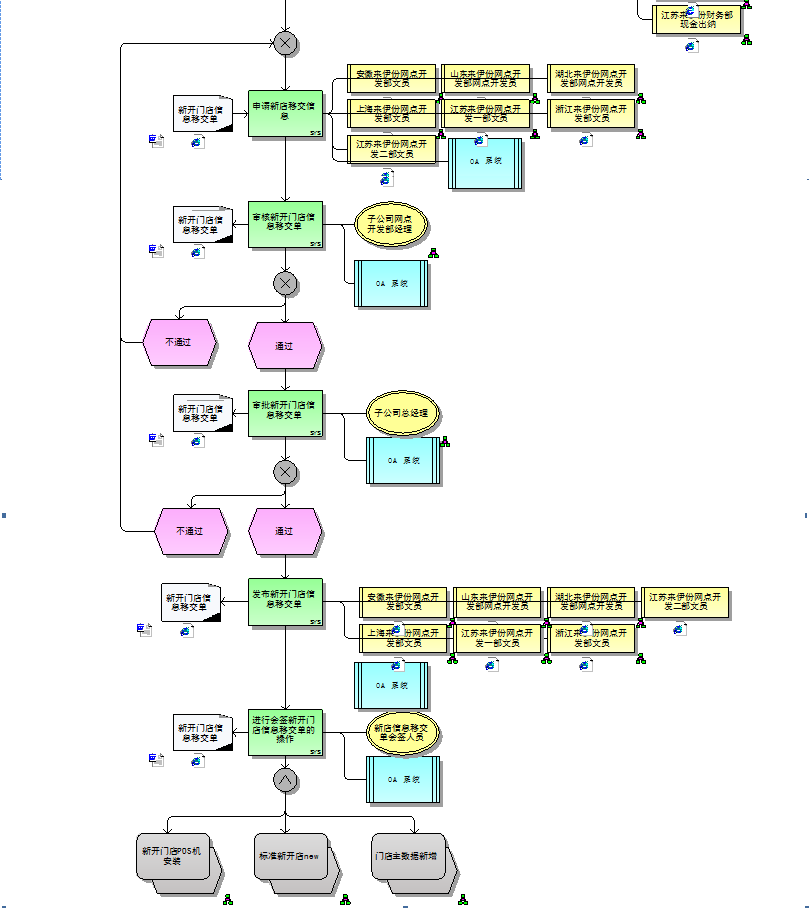 江苏来伊份财务部
现金出纳
安徽来伊份网点开
发部文员
山东来伊份网点开
发部网点开发员
湖北来伊份网点开
发部网点开发员
新开门店信
息移交单
申请新店移交信
息
SYS
上海来伊份网点开
发部文员
江苏来伊份网点开
发一部文员
浙江来伊份网点开
发部文员
江苏来伊份网点开
发二部文员
OA 系统
新开门店信
息移交单
审核新开门店信
息移交单
SYS
子公司网点
开发部经理
OA 系统
不通过
通过
新开门店信
息移交单
审批新开门店信
息移交单
SYS
子公司总经理
OA 系统
不通过
通过
新开门店信
息移交单
发布新开门店信
息移交单
SYS
安徽来伊份网点开
发部文员
山东来伊份网点开
发部网点开发员
湖北来伊份网点开
发部网点开发员
江苏来伊份网点开
发二部文员
上海来伊份网点开
发部文员
江苏来伊份网点开
发一部文员
浙江来伊份网点开
发部文员
OA 系统
新开门店信
息移交单
进行会签新开门
店信息移交单的
操作
SYS
新店信息移交
单会签人员
OA 系统
新开门店POS机
安装
标准新开店new
门店主数据新增